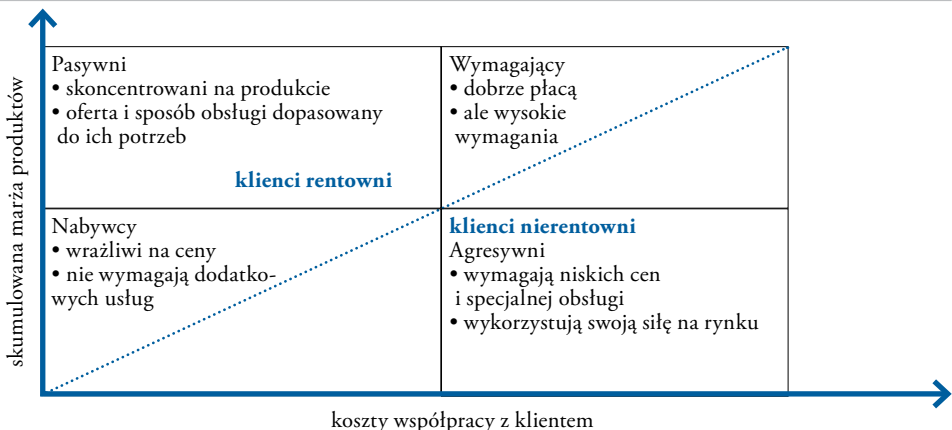 skumulowana marża produktów
Pasywni
• skoncentrowani na produkcie
• oferta i sposób obsługi dopasowany
do ich potrzeb
klienci rentowni
Wymagający
• dobrze płacą
• ale wysokie
wymagania
Nabywcy
• wrażliwi na ceny
• nie wymagają dodatko-
wych usług
klienci nierentowni
Agresywni
• wymagają niskich cen
i specjalnej obsługi
• wykorzystują swoją siłę na rynku
koszty współpracy z klientem